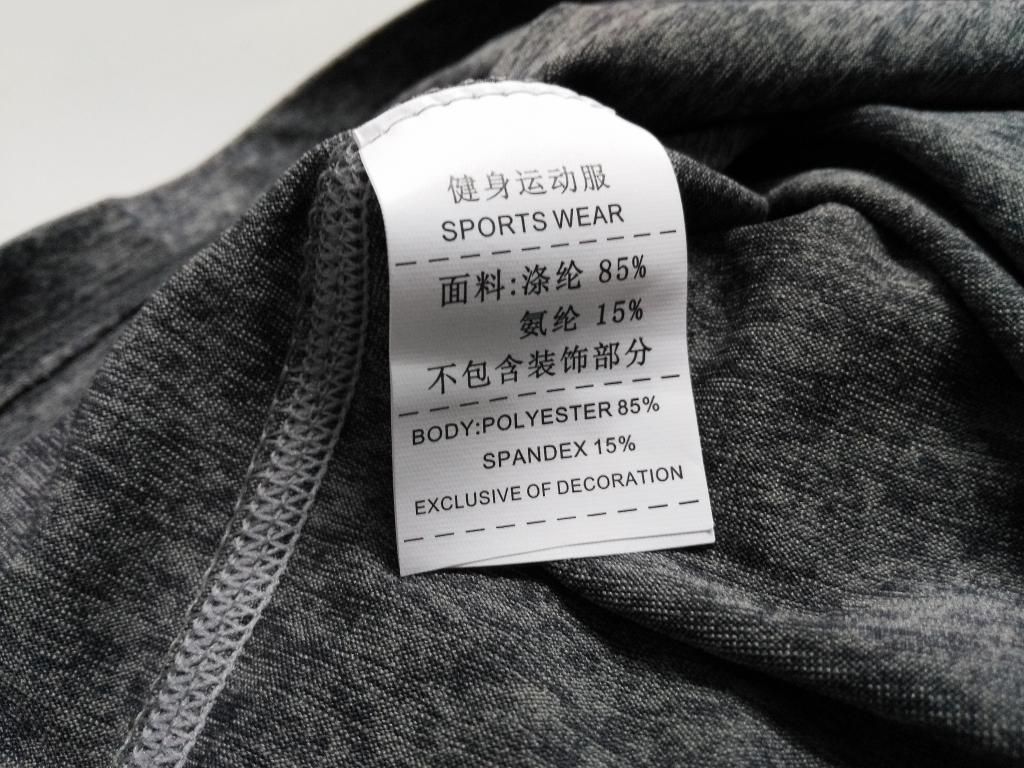 健身运动服
SPORTS WEAR
面料:涤纶 85%
氨纶 15%
不包含装饰部分
BODY:POLYESTER 85%
SPANDEX 15%
EXCLUSIVE OF DECORATION